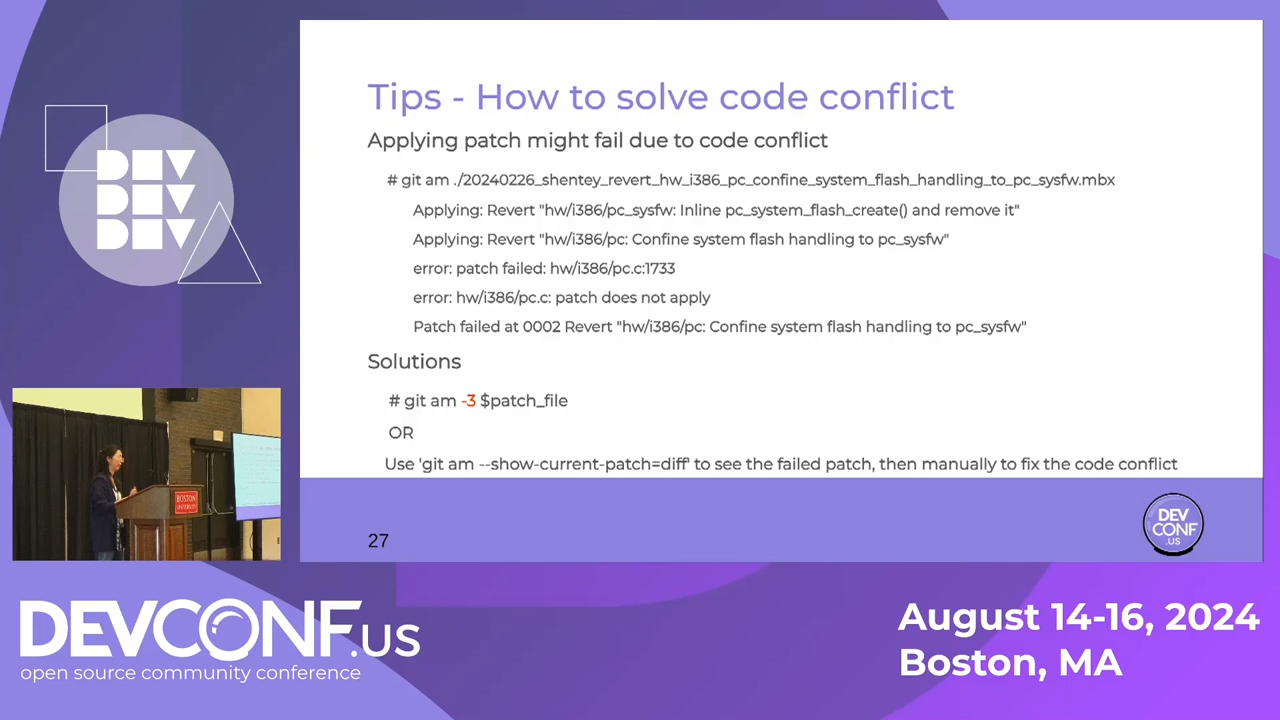 DEV
DEV
DEV
Tips - How to solve code conflict
Applying patch might fail due to code conflict
# git am ./20240226_shentey_revert_hw_i386_pc_confine_system_flash_handling_to_pc_sysfw.mbx
Applying: Revert "hw/i386/pc_sysfw: Inline pc_system_flash_create() and remove it"
Applying: Revert "hw/i386/pc: Confine system flash handling to pc_sysfw"
error: patch failed: hw/i386/pc.c:1733
error: hw/i386/pc.c: patch does not apply
Patch failed at 0002 Revert "hw/i386/pc: Confine system flash handling to pc_sysfw"
Solutions
# git am -3 $patch_file
OR
Use 'git am --show-current-patch=diff' to see the failed patch, then manually to fix the code conflict
27
DEV
CONF
.US
BOSTON
UNIVERSITY
DEVCONF.US
open source community conference
August 14-16, 2024
Boston, MA